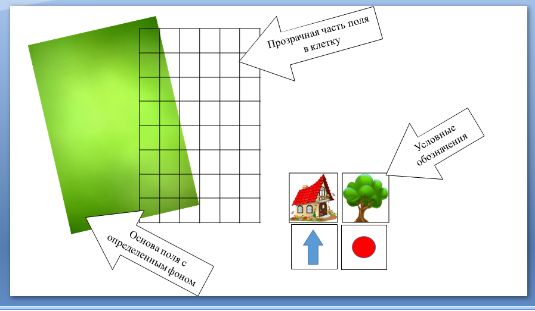 Прозрачная часть поля
в клетку
Условные
обозначения
Основа поля с
определенным фоном